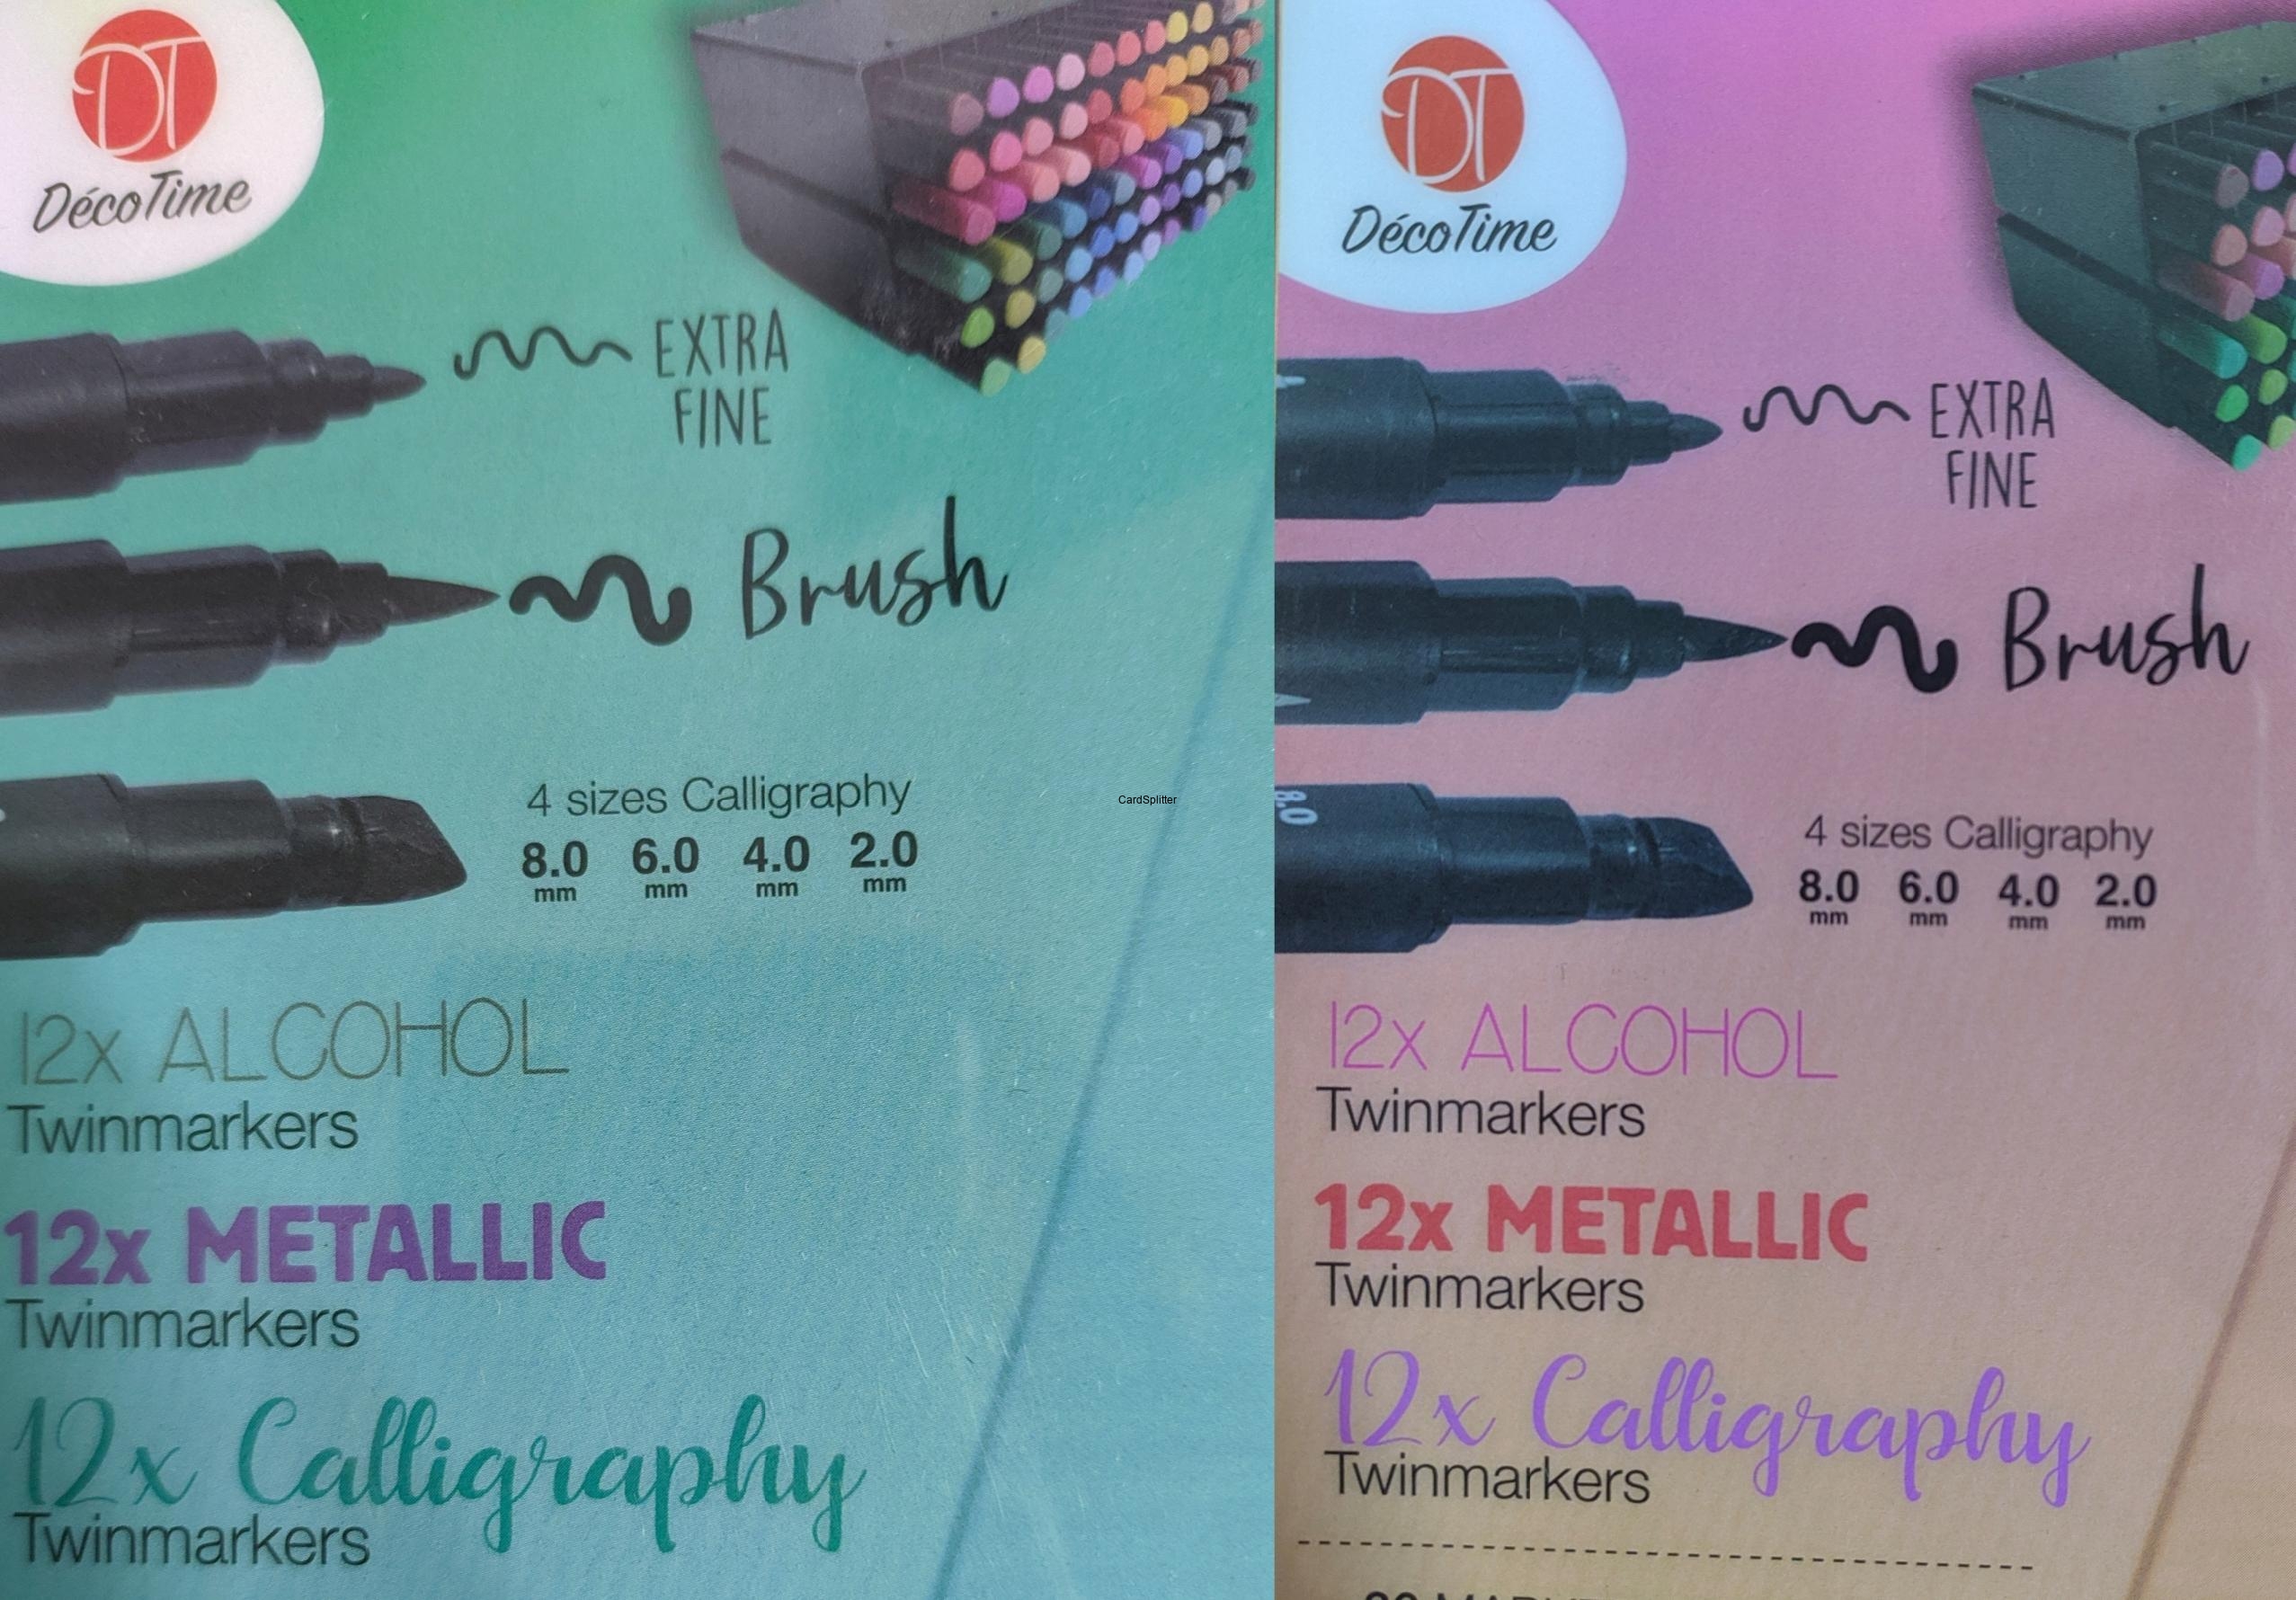 DT
DécoTime
EXTRA
FINE
Brush
4 sizes Calligraphy
8.0 6.0 4.0 2.0
mm mm mm mm
12x ALCOHOL
Twinmarkers
12x METALLIC
Twinmarkers
12x Calligraphy
Twinmarkers
CardSplitter
DT
DécoTime
EXTRA
FINE
Brush
8.0
4 sizes Calligraphy
8.0 6.0 4.0 2.0
mm mm mm mm
12x ALCOHOL
Twinmarkers
12x METALLIC
Twinmarkers
12x Calligraphy
Twinmarkers